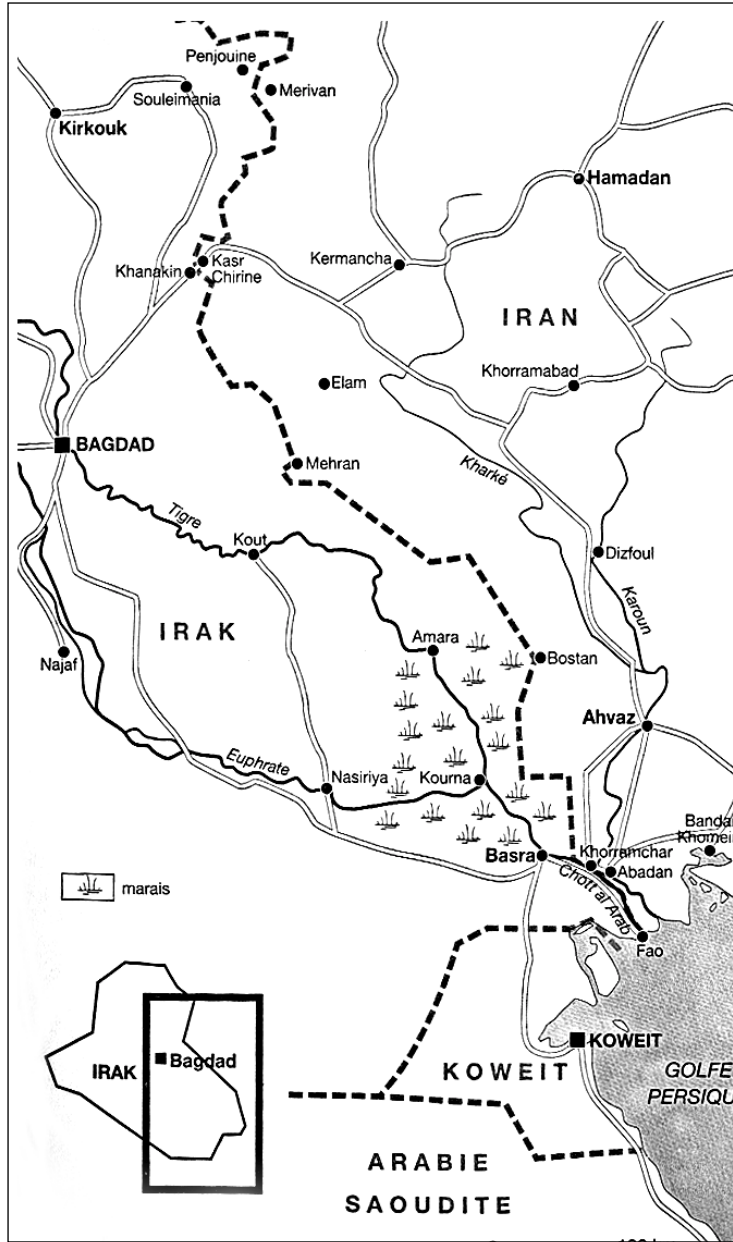 Penjouine
Souleimania
Merivan
Kirkouk
Hamadan
Kasr
Chirine
Khanakin
Kermancha
IRAN
Khorramabad
Elam
BAGDAD
Mehran
Kharké
Tigre
Kout
Dizfoul
Karoun
IRAK
Amara
Bostan
Najaf
Ahvaz
Euphrate
Nasiriya
Kourna
Bandar
Khomein
Basra
Khorramchar
Abadan
Chott al Arab
marais
Fao
KOWEIT
Bagdad
IRAK
KOWEIT
GOLFE
PERSIQU
ARABIE
SAOUDITE